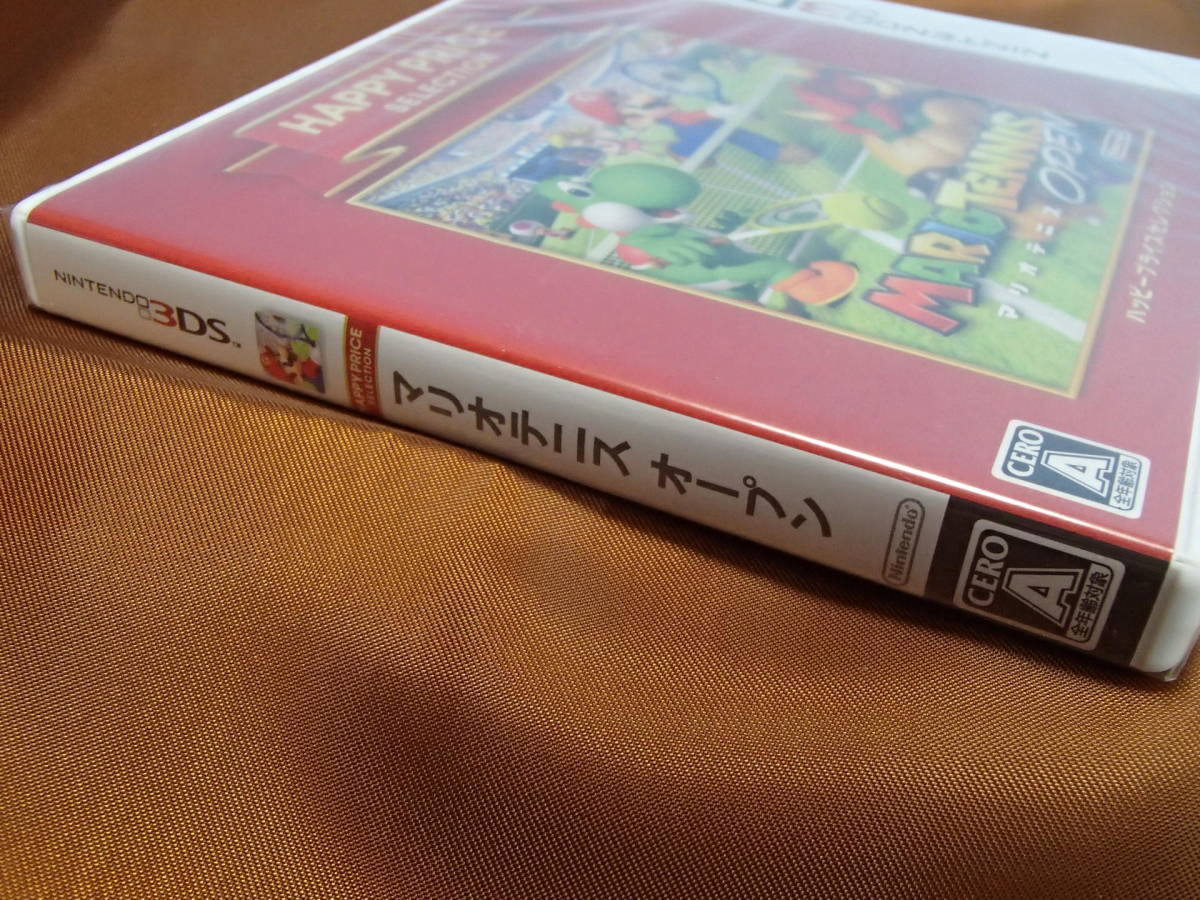 HAPPY PRICE
SELECTION
NINTENDO
MARIO TENNIS
OPEN
マリオテニス
ハッピープライスセレクション
CERO
A
全年齢対象
NINTENDO 3DS™
HAPPY PRICE
SELECTION
マリオテニス オープン
Nintendo®
CERO
A
全年齢対象